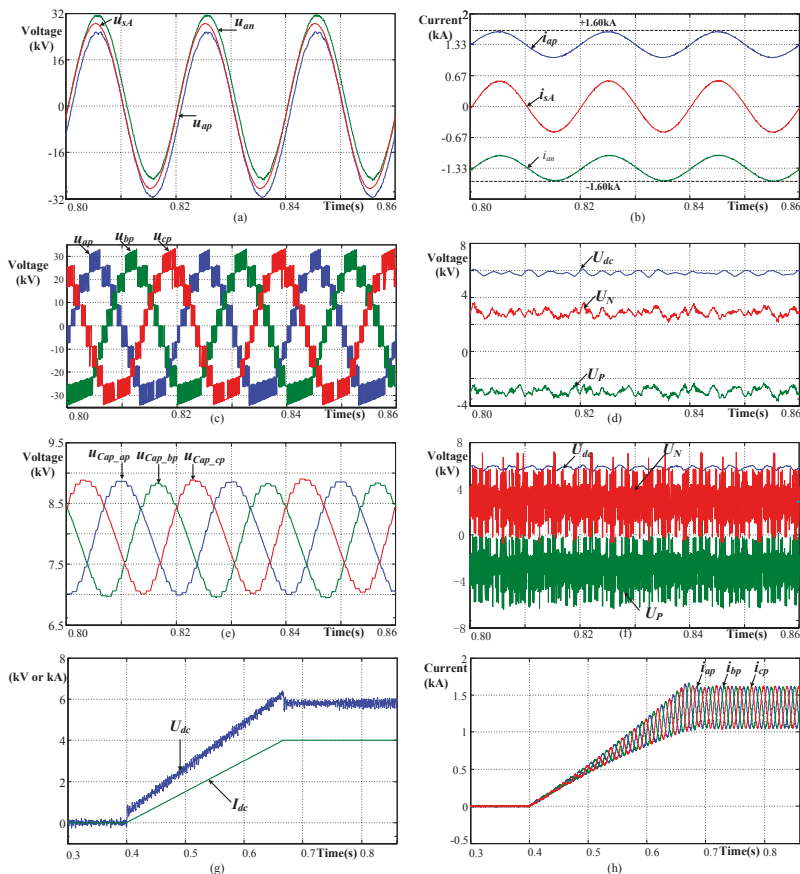 Voltage
(kV)
32
16
0
-16
-32
u_sA
u_an
u_ap
0.80
0.82
0.84
Time(s)
0.86
(a)
Current
(kA)
2
1.33
0.67
0
-0.67
-1.33
+1.60kA
i_ap
i_sA
i_an
-1.60kA
0.80
0.82
0.84
Time(s)
0.86
(b)
Voltage
(kV)
30
20
10
0
-10
-20
-30
u_ap
u_bp
u_cp
0.80
0.82
0.84
Time(s)
0.86
(c)
Voltage
(kV)
8
4
0
-4
U_dc
U_N
U_P
0.80
0.82
0.84
Time(s)
0.86
(d)
Voltage
(kV)
9.5
8.5
7.5
6.5
u_Cap_ap
u_Cap_bp
u_Cap_cp
0.80
0.82
0.84
Time(s)
0.86
(e)
Voltage
(kV)
8
4
0
−4
−8
U_dc
U_N
U_P
0.80
0.82
0.84
Time(s)
0.86
(f)
(kV or kA)
8
6
4
2
0
U_dc
I_dc
0.3
0.4
0.5
0.6
0.7
Time(s)
0.8
(g)
Current
(kA)
2
1.5
1
0.5
0
-0.5
i_ap
i_bp
i_cp
0.3
0.4
0.5
0.6
0.7
Time(s)
0.8
(h)